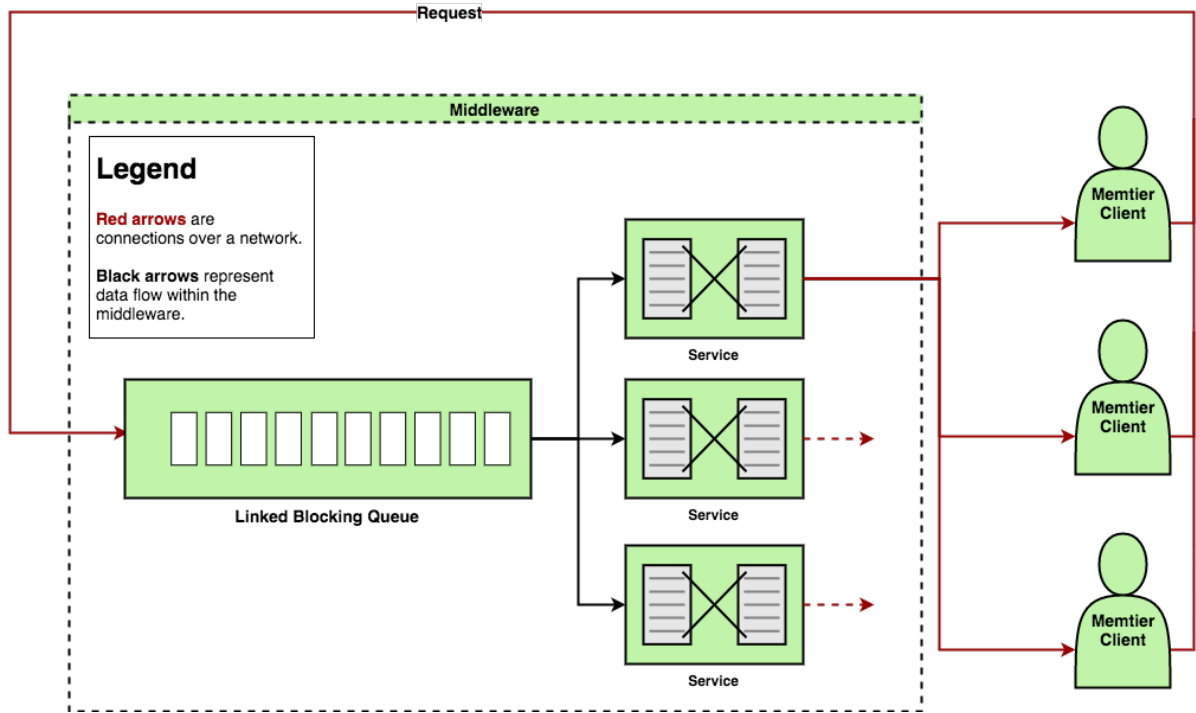 Request
Middleware
Legend
Red arrows are
connections over a network.
Black arrows represent
data flow within the
middleware.
Service
Linked Blocking Queue
Service
Service
Memtier
Client
Memtier
Client
Memtier
Client